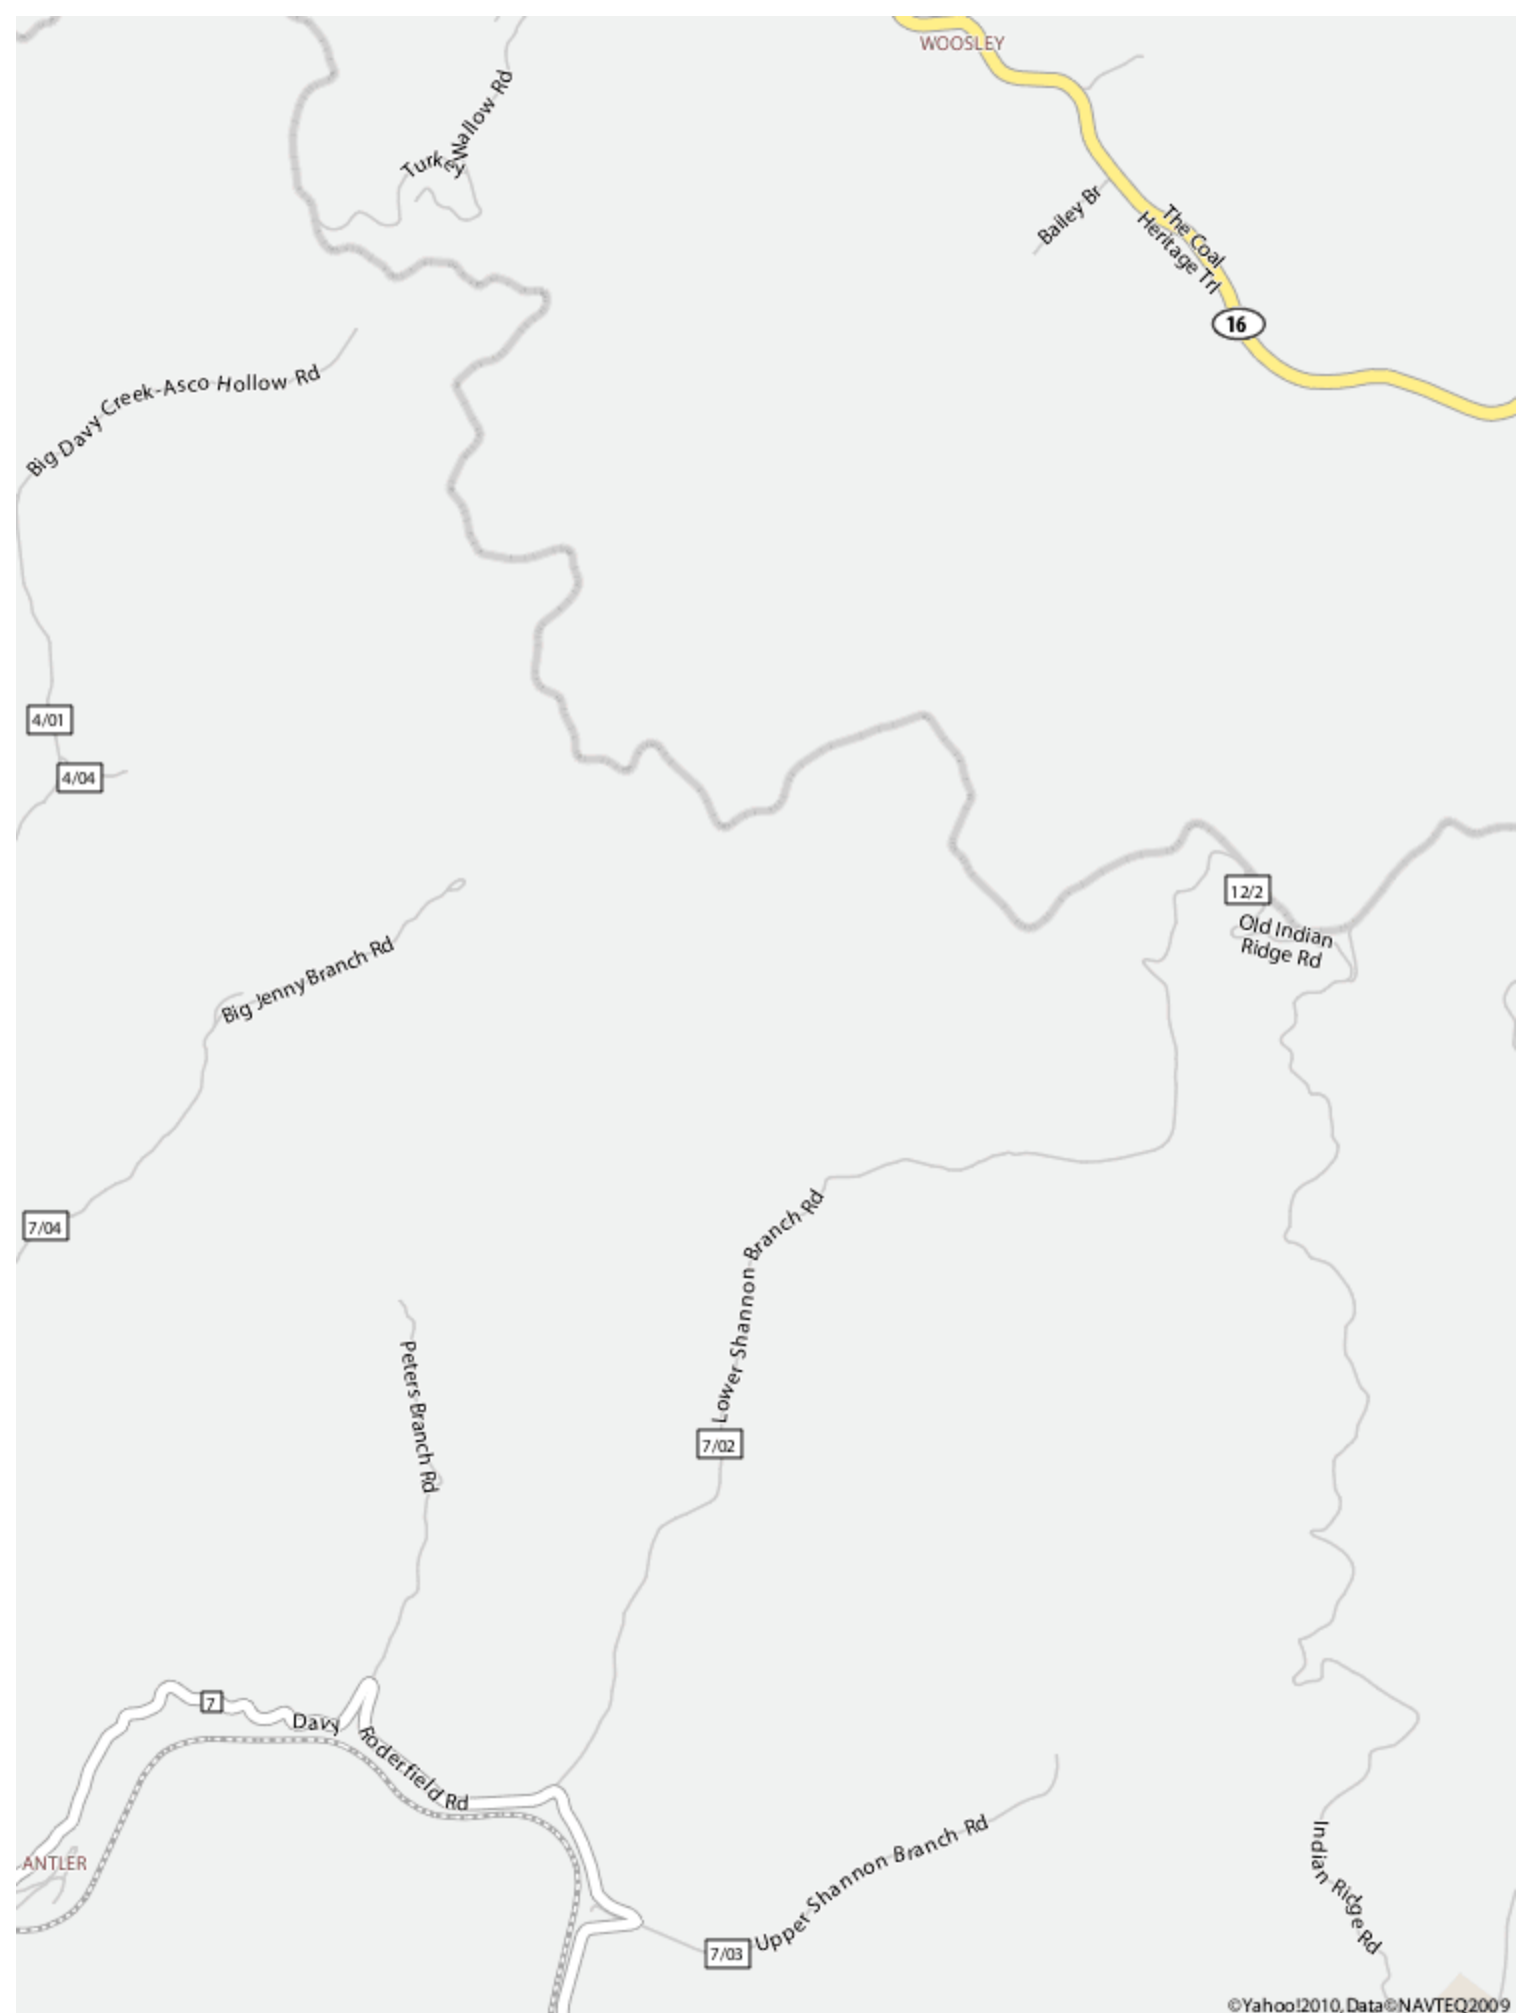 WOOSLEY
Turkey Wallow Rd
Bailey Br
The Coal
Heritage Trl
16
Big Davy Creek-Asco Hollow Rd
4/01
4/04
12/2
Old Indian
Ridge Rd
Big Jenny Branch Rd
7/04
Lower Shannon Branch Rd
Peters Branch Rd
7/02
7
Davy Roderfield Rd
ANTLER
Upper Shannon Branch Rd
7/03
Indian Ridge Rd
©Yahoo!2010, Data©NAVTEQ2009